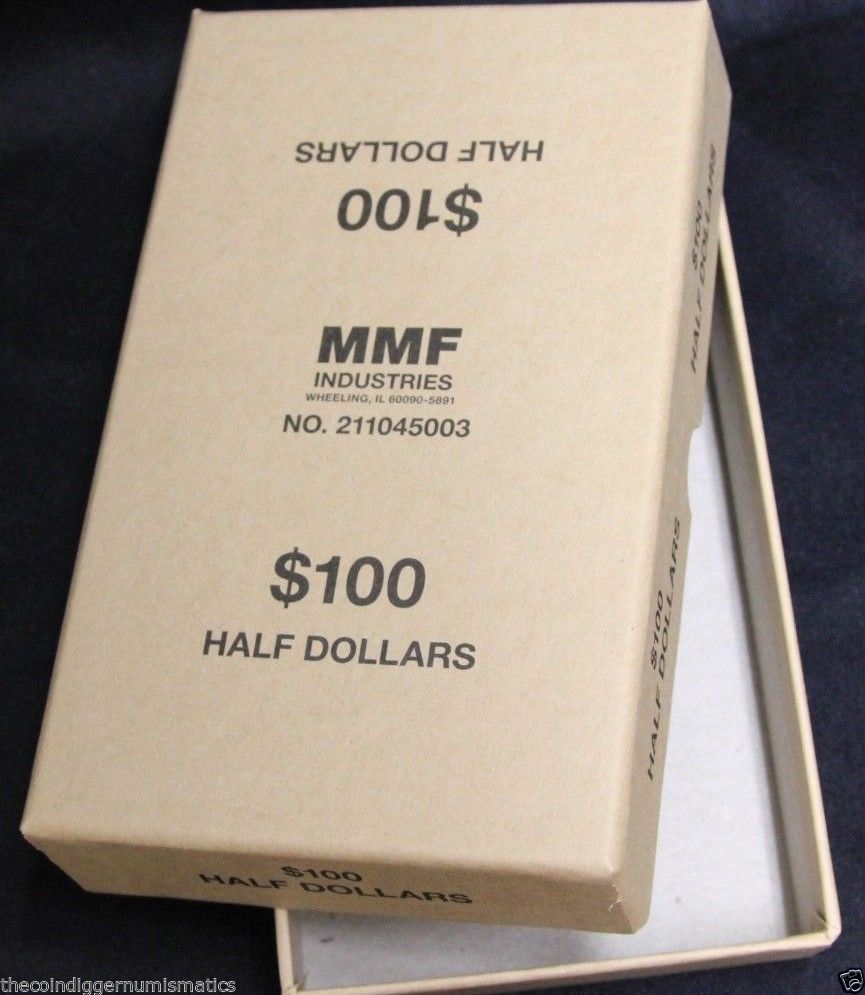 HALF DOLLARS
$100
MMF
INDUSTRIES
WHEELING, IL 60090-5891
NO. 211045003
$100
HALF DOLLARS
$100
HALF DOLLARS
$100
HALF DOLLARS
$100
HALF DOLLARS
thecoindiggernumismatics